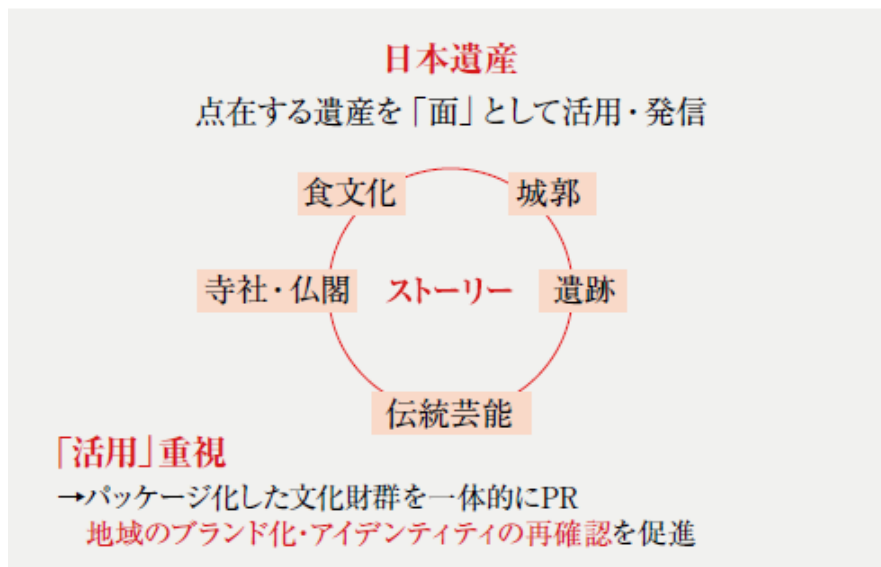 日本遺産
点在する遺産を「面」として活用・発信
食文化
城郭
寺社・仏閣
ストーリー
遺跡
伝統芸能
「活用」重視
→パッケージ化した文化財群を一体的にPR
地域のブランド化・アイデンティティの再確認を促進